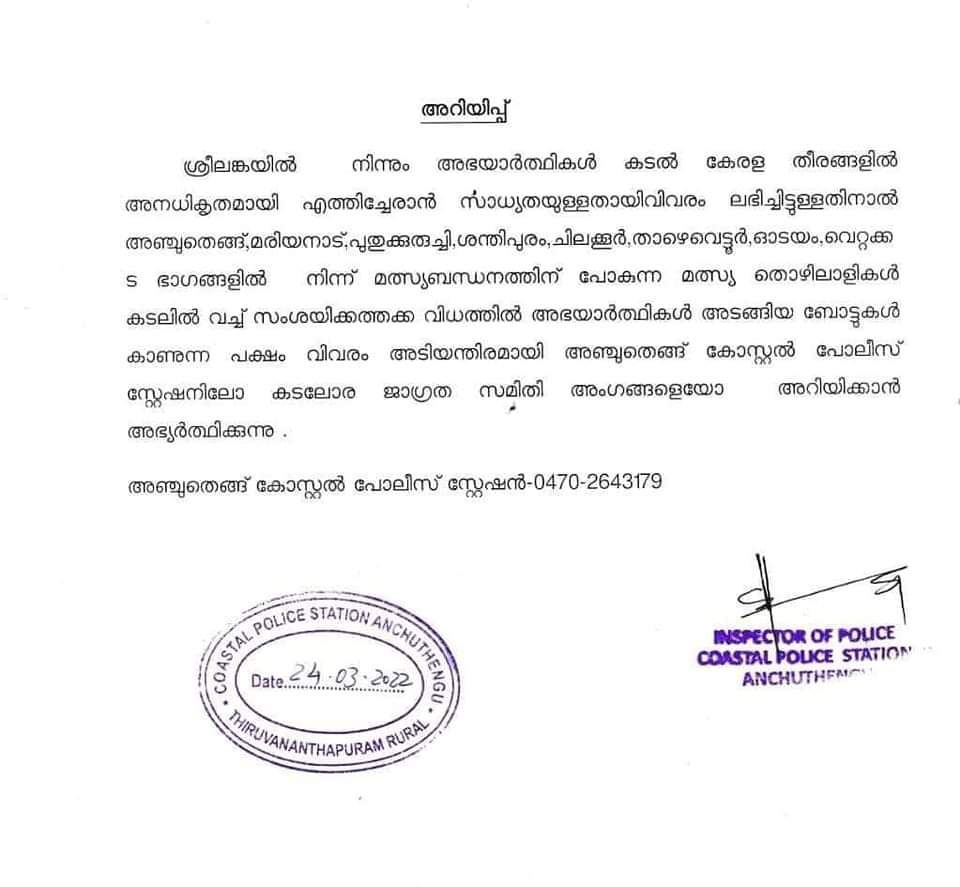 അറിയിപ്പ്
ശ്രീലങ്കയിൽ നിന്നും അഭയാർത്ഥികൾ കടൽ കേരള തീരങ്ങളിൽ
അനധികൃതമായി എത്തിച്ചേരാൻ സാധ്യതയുള്ളതായിവിവരം ലഭിച്ചിട്ടുള്ളതിനാൽ
അഞ്ചുതെങ്ങ്,മരിയനാട്,പുതുക്കുരുച്ചി,ശന്തിപുരം,ചിലക്കൂർ,താഴെവെട്ടൂർ,ഓടയം,വെറ്റക്ക
ട ഭാഗങ്ങളിൽ നിന്ന് മത്സ്യബന്ധനത്തിന് പോകുന്ന മത്സ്യ തൊഴിലാളികൾ
കടലിൽ വച്ച് സംശയിക്കത്തക്ക വിധത്തിൽ അഭയാർത്ഥികൾ അടങ്ങിയ ബോട്ടുകൾ
കാണുന്ന പക്ഷം വിവരം അടിയന്തിരമായി അഞ്ചുതെങ്ങ് കോസ്റ്റൽ പോലീസ്
സ്റ്റേഷനിലോ കടലോര ജാഗ്രത സമിതി അംഗങ്ങളെയോ അറിയിക്കാൻ
അഭ്യർത്ഥിക്കുന്നു .
അഞ്ചുതെങ്ങ് കോസ്റ്റൽ പോലീസ് സ്റ്റേഷൻ-0470-2643179
COASTAL POLICE STATION ANCHUTHENGU
Date 24.03.2022
THIRUVANANTHAPURAM RURAL
INSPECTOR OF POLICE
COASTAL POLICE STATION
ANCHUTHENGU